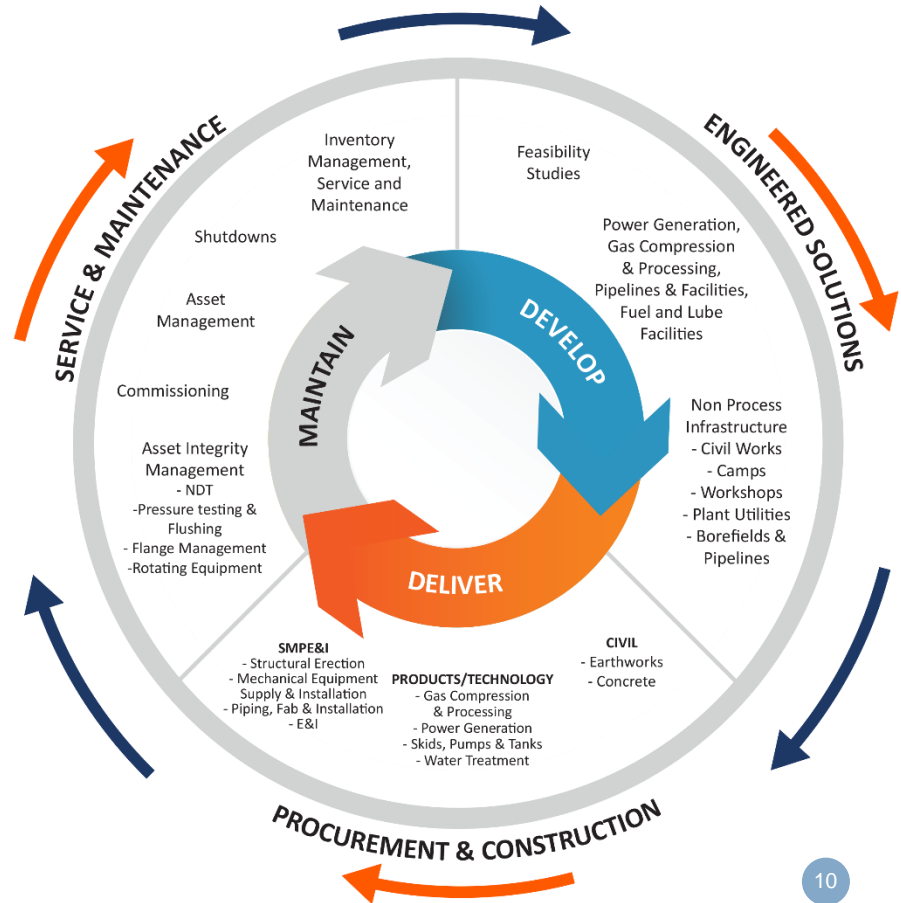 ENGINEERED SOLUTIONS
Feasibility
Studies
Power Generation,
Gas Compression
& Processing,
Pipelines & Facilities,
Fuel and Lube
Facilities
Non Process
Infrastructure
- Civil Works
- Camps
- Workshops
- Plant Utilities
- Borefields &
Pipelines
DEVELOP
PROCUREMENT & CONSTRUCTION
CIVIL
- Earthworks
- Concrete
PRODUCTS/TECHNOLOGY
- Gas Compression
& Processing
- Power Generation
- Skids, Pumps & Tanks
- Water Treatment
SMPE&I
- Structural Erection
- Mechanical Equipment
Supply & Installation
- Piping, Fab & Installation
- E&I
DELIVER
SERVICE & MAINTENANCE
Inventory
Management,
Service and
Maintenance
Shutdowns
Asset
Management
Commissioning
Asset Integrity
Management
- NDT
-Pressure testing &
Flushing
- Flange Management
-Rotating Equipment
MAINTAIN
10